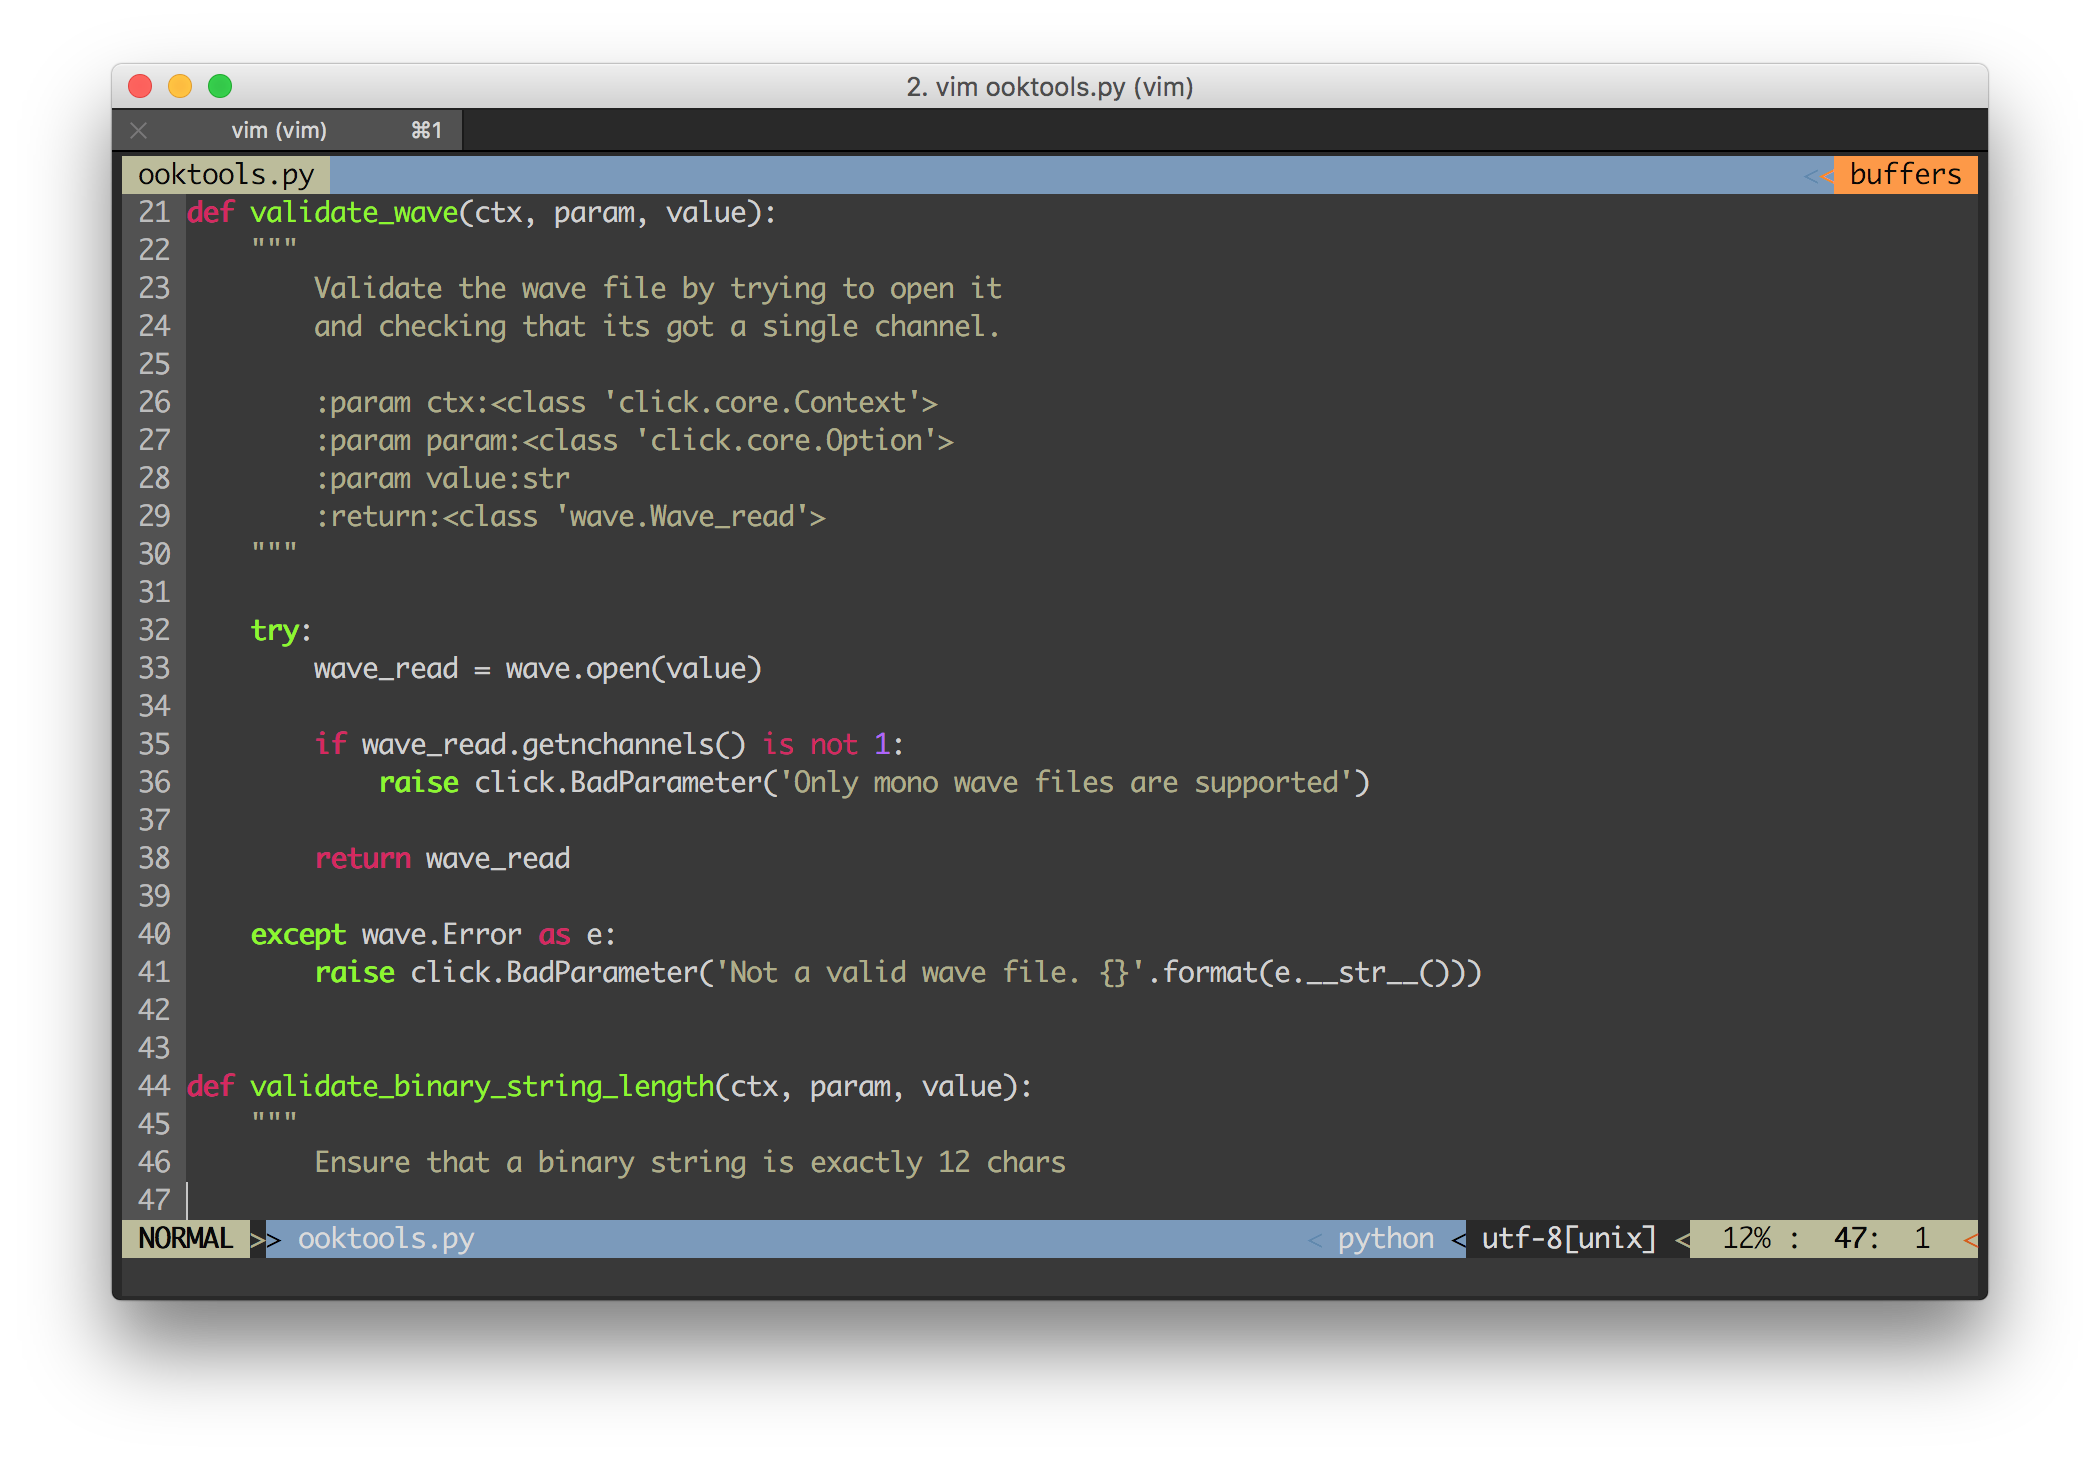 2. vim ooktools.py (vim)
vim (vim) ⌘1
ooktools.py << buffers
21 def validate_wave(ctx, param, value):
22     """
23         Validate the wave file by trying to open it
24         and checking that its got a single channel.
25
26         :param ctx:<class 'click.core.Context'>
27         :param param:<class 'click.core.Option'>
28         :param value:str
29         :return:<class 'wave.Wave_read'>
30     """
31
32     try:
33         wave_read = wave.open(value)
34
35         if wave_read.getnchannels() is not 1:
36             raise click.BadParameter('Only mono wave files are supported')
37
38         return wave_read
39
40     except wave.Error as e:
41         raise click.BadParameter('Not a valid wave file. {}'.format(e.__str__()))
42
43
44 def validate_binary_string_length(ctx, param, value):
45     """
46         Ensure that a binary string is exactly 12 chars
47
NORMAL >> ooktools.py < python < utf-8[unix] < 12% : 47: 1 <